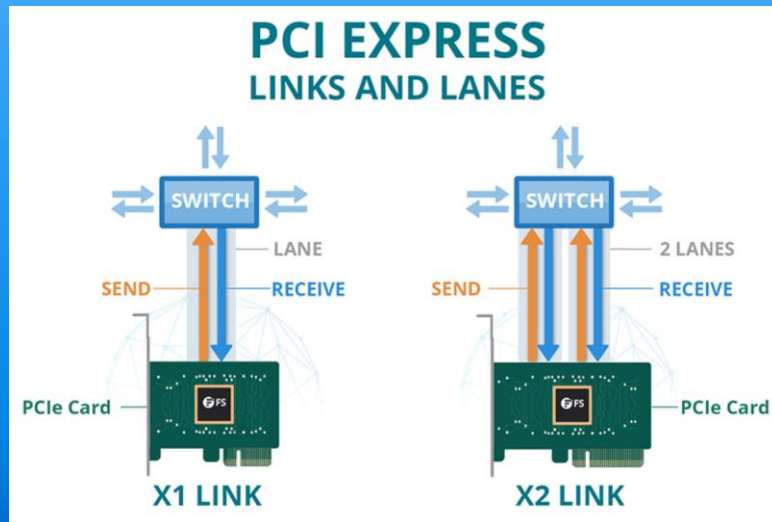 PCI EXPRESS
LINKS AND LANES
SWITCH
LANE
SEND
RECEIVE
PCIe Card
FS
X1 LINK
SWITCH
2 LANES
SEND
RECEIVE
FS
PCIe Card
X2 LINK